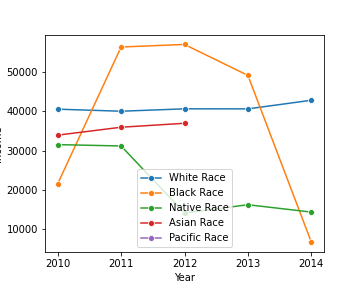 50000
40000
30000
20000
10000
White Race
Black Race
Native Race
Asian Race
Pacific Race
2010 2011 2012 2013 2014
Year